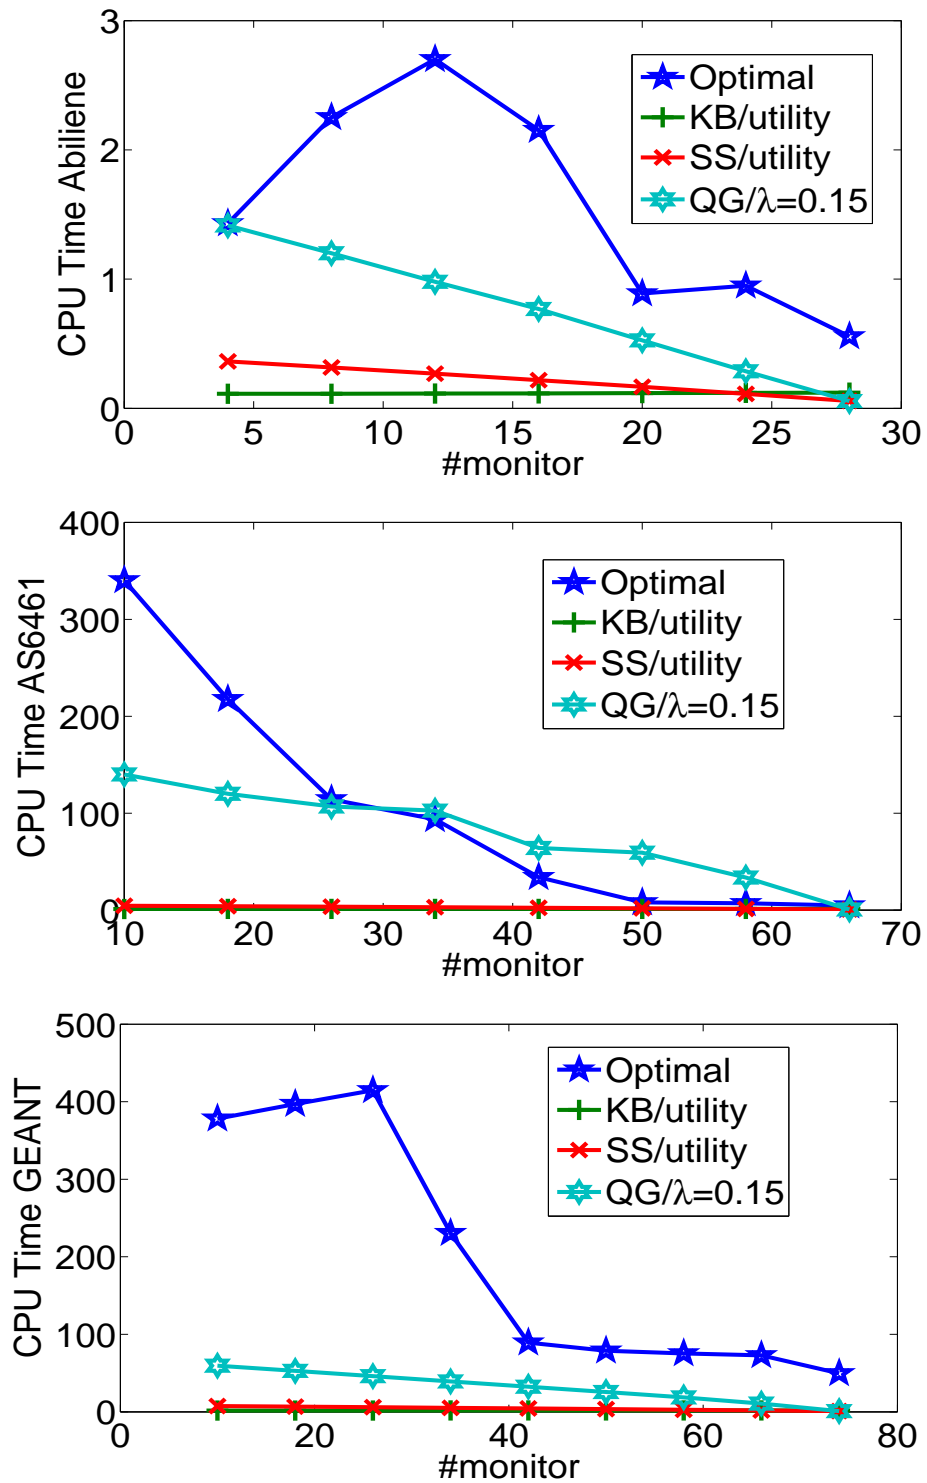 CPU Time Abiliene
3
2
1
0
Optimal
KB/utility
SS/utility
QG/λ=0.15
0 5 10 15 20 25 30
#monitor
CPU Time AS6461
400
300
200
100
0
Optimal
KB/utility
SS/utility
QG/λ=0.15
10 20 30 40 50 60 70
#monitor
CPU Time GEANT
500
400
300
200
100
0
Optimal
KB/utility
SS/utility
QG/λ=0.15
0 20 40 60 80
#monitor